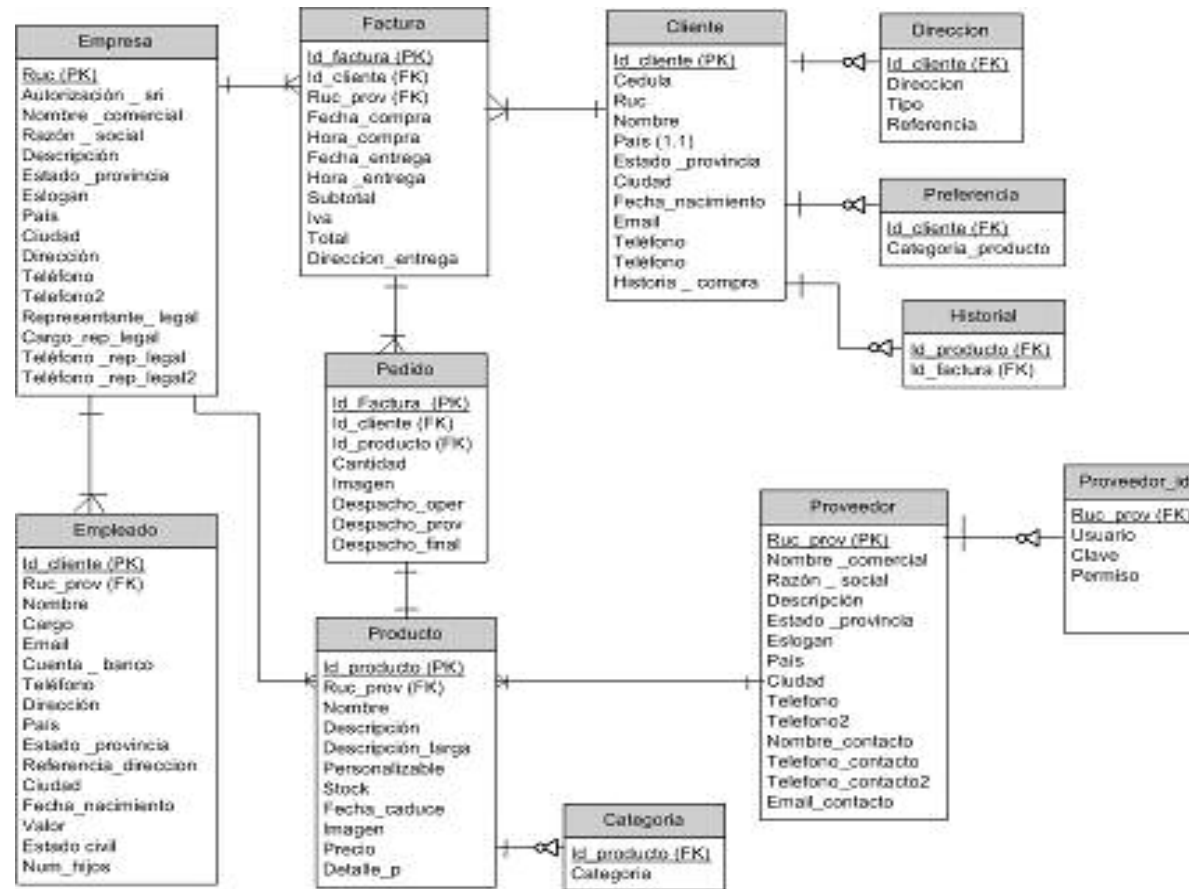 Empresa
Ruc (PK)
Autorización _ sri
Nombre _comercial
Razón _ social
Descripción
Estado _provincia
Eslogan
País
Ciudad
Dirección
Teléfono
Telefono2
Representante_ legal
Cargo_rep_legal
Teléfono _rep_legal
Teléfono _rep_legal2
Factura
Id_factura (PK)
Id_cliente (FK)
Ruc_prov (FK)
Fecha_compra
Hora_compra
Fecha_entrega
Hora _entrega
Subtotal
Iva
Total
Direccion_entrega
Cliente
Id_cliente (PK)
Cedula
Ruc
Nombre
País (1.1)
Estado _provincia
Ciudad
Fecha_nacimiento
Email
Teléfono
Teléfono
Historia _ compra
Direccion
Id_cliente (FK)
Direccion
Tipo
Referencia
Preferencia
Id_cliente (FK)
Categoria_producto
Historial
Id_producto (FK)
Id_factura (FK)
Pedido
Id_Factura_ (PK)
Id_cliente (FK)
Id_producto (FK)
Cantidad
Imagen
Despacho_oper
Despacho_prov
Despacho_final
Empleado
Id_cliente (PK)
Ruc_prov (FK)
Nombre
Cargo
Email
Cuenta _ banco
Teléfono
Dirección
País
Estado _provincia
Referencia_direccion
Ciudad
Fecha_nacimiento
Valor
Estado civil
Num_hijos
Producto
Id_producto (PK)
Ruc_prov (FK)
Nombre
Descripción
Descripción_larga
Personalizable
Stock
Fecha_caduce
Imagen
Precio
Detalle_p
Categoria
Id_producto (FK)
Categoria
Proveedor
Ruc_prov (PK)
Nombre _comercial
Razón _ social
Descripción
Estado _provincia
Eslogan
País
Ciudad
Telefono
Telefono2
Nombre_contacto
Telefono_contacto
Telefono_contacto2
Email_contacto
Proveedor_id
Ruc_prov (FK)
Usuario
Clave
Permiso